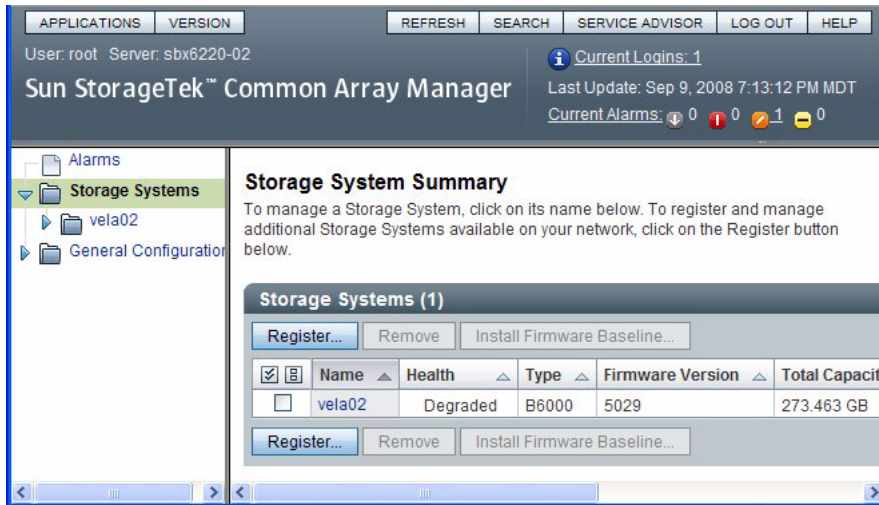 APPLICATIONS VERSION REFRESH SEARCH SERVICE ADVISOR LOG OUT HELP
User: root Server: sbx6220-02
Current Logins: 1
Sun StorageTek™ Common Array Manager
Last Update: Sep 9, 2008 7:13:12 PM MDT
Current Alarms: 0 0 1 0
Alarms
Storage Systems
vela02
General Configuration
Storage System Summary
To manage a Storage System, click on its name below. To register and manage
additional Storage Systems available on your network, click on the Register button
below.
Storage Systems (1)
Register... Remove Install Firmware Baseline...
Name Health Type Firmware Version Total Capacit
vela02 Degraded B6000 5029 273.463 GB
Register... Remove Install Firmware Baseline...